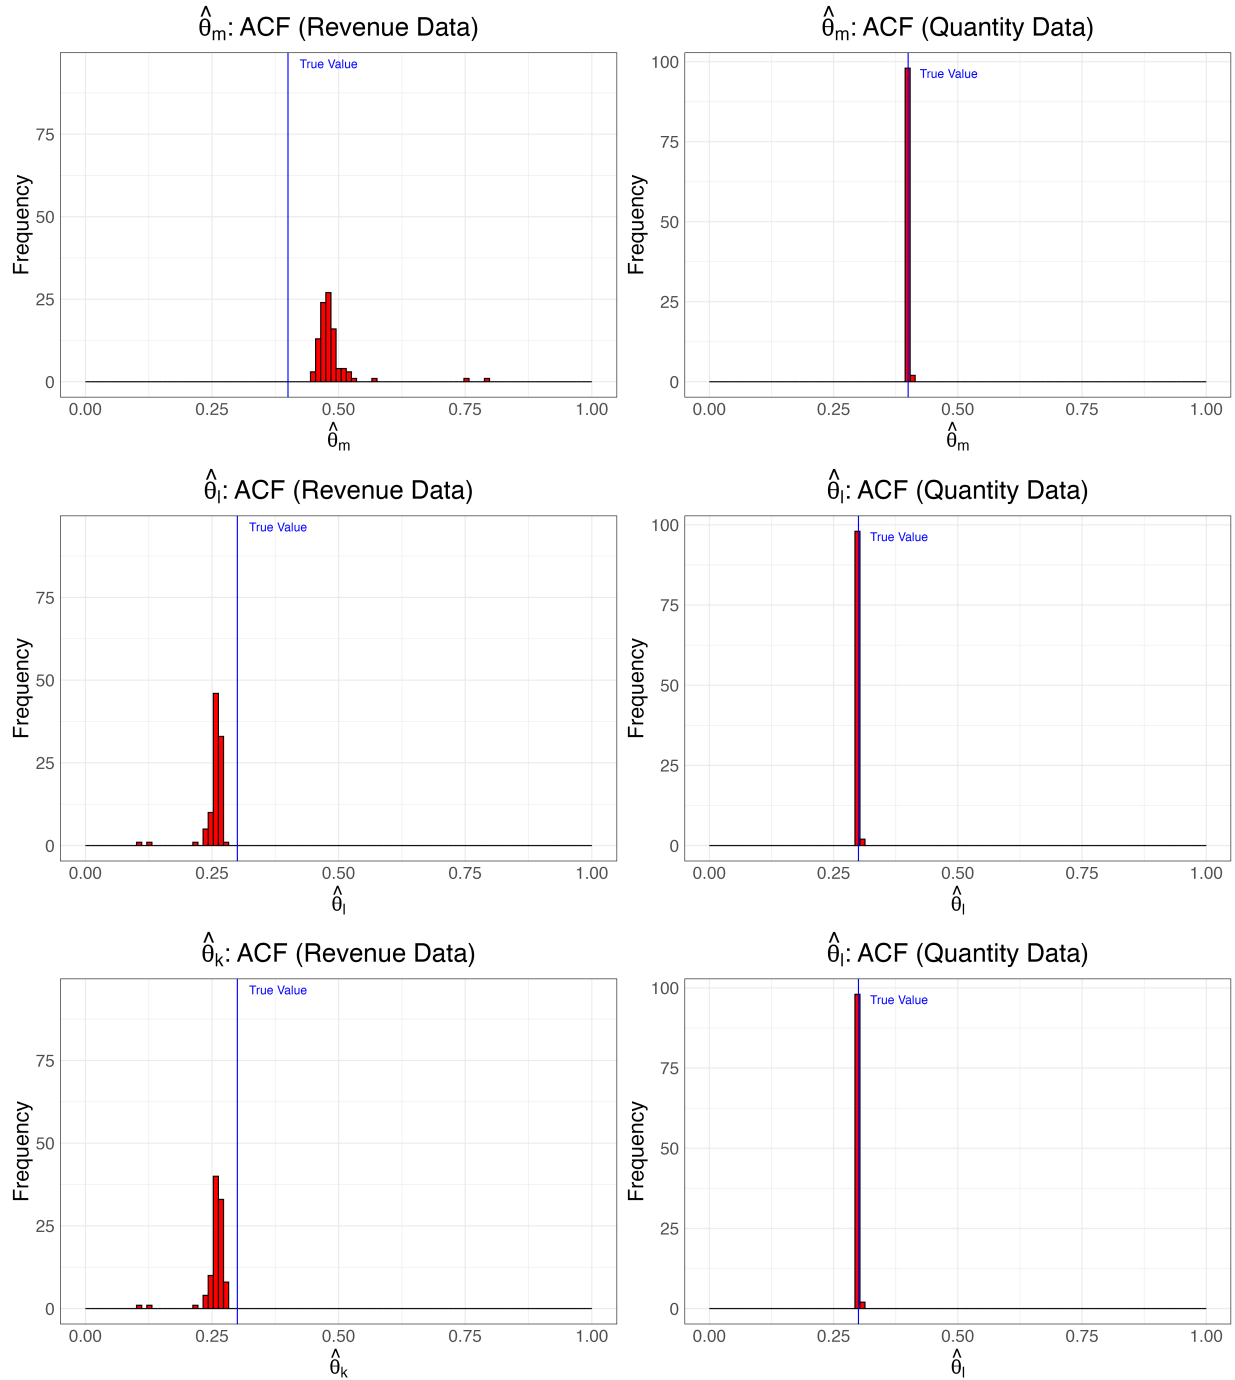 θ̂ₘ: ACF (Revenue Data)
True Value
Frequency
75
50
25
0
0.00 0.25 0.50 0.75 1.00
θ̂ₘ
θ̂ₘ: ACF (Quantity Data)
True Value
Frequency
100
75
50
25
0
0.00 0.25 0.50 0.75 1.00
θ̂ₘ
θ̂ₗ: ACF (Revenue Data)
True Value
Frequency
75
50
25
0
0.00 0.25 0.50 0.75 1.00
θ̂ₗ
θ̂ₗ: ACF (Quantity Data)
True Value
Frequency
100
75
50
25
0
0.00 0.25 0.50 0.75 1.00
θ̂ₗ
θ̂ₖ: ACF (Revenue Data)
True Value
Frequency
75
50
25
0
0.00 0.25 0.50 0.75 1.00
θ̂ₖ
θ̂ₗ: ACF (Quantity Data)
True Value
Frequency
100
75
50
25
0
0.00 0.25 0.50 0.75 1.00
θ̂ₗ